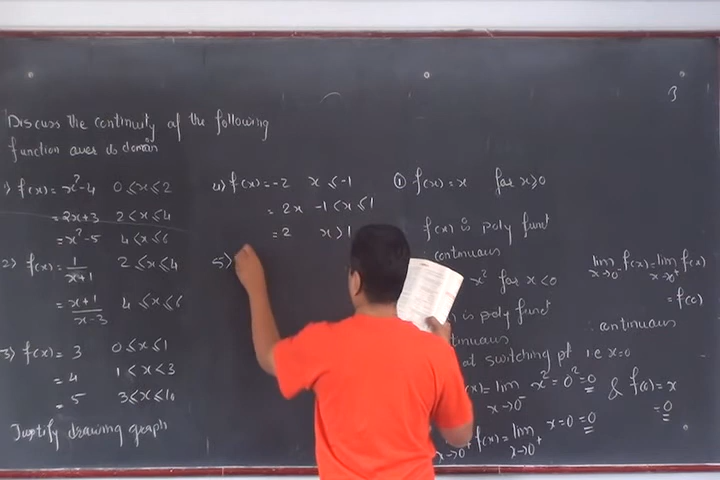 Discuss the continuity of the following
function over its domain
1) f(x) = x²-4 0≤x≤2
= 2x+3 2<x≤4
= x²-5 4<x≤6
2) f(x) = 1/(x+1) 2≤x≤4
= (x+1)/(x-3) 4<x≤6
3) f(x) = 3 0≤x≤1
= 4 1<x<3
= 5 3≤x≤10
Justify drawing graph
4) f(x) = -2 x≤-1
= 2x -1<x≤1
= 2 x>1
5)
① f(x) = x for x≥0
f(x) is poly funct
continuous
x² for x<0
is poly funct
at switching pt i.e x=0
lim x→0⁻ x² = 0² = 0 & f(0) = x
= 0
x→0⁺ f(x) = lim x→0⁺ x = 0 = 0
3
lim x→0⁻ f(x) = lim x→0⁺ f(x)
= f(0)
∴ continuous